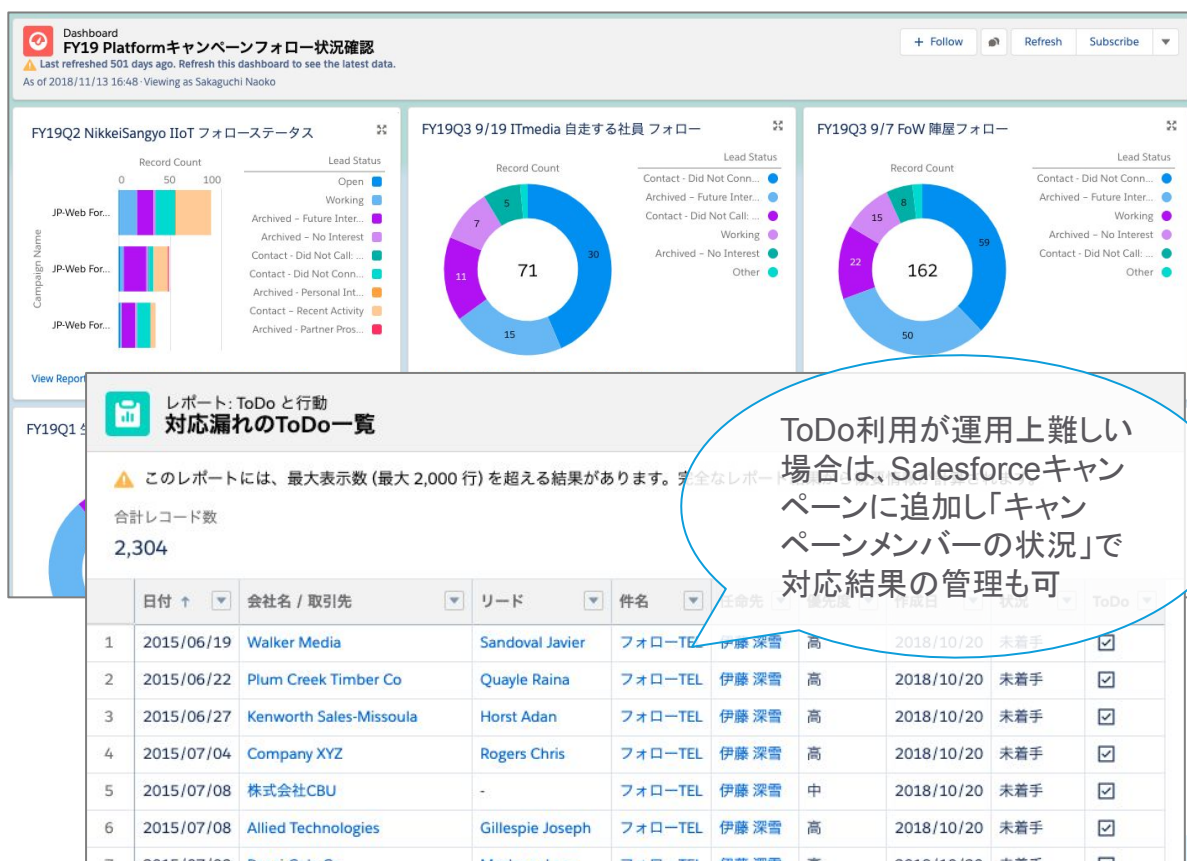 Dashboard
FY19 Platformキャンペーンフォロー状況確認
Last refreshed 501 days ago. Refresh this dashboard to see the latest data.
As of 2018/11/13 16:48·Viewing as Sakaguchi Naoko
+ Follow
Refresh
Subscribe
FY19Q2 NikkeiSangyo IIoT フォローステータス
Record Count
0 50 100
Campaign Name
JP-Web For...
JP-Web For...
JP-Web For...
Lead Status
Open
Working
Archived – Future Inter...
Archived – No Interest
Contact - Did Not Call: ...
Contact - Did Not Conn...
Archived - Personal Int...
Contact – Recent Activity
Archived - Partner Pros...
View Repor
FY19Q3 9/19 ITmedia 自走する社員 フォロー
Record Count
5
7
30
11
71
15
Lead Status
Contact - Did Not Conn...
Archived – Future Inter...
Contact - Did Not Call: ...
Working
Archived – No Interest
Other
FY19Q3 9/7 FoW 陣屋フォロー
Record Count
8
15
59
22
162
50
Lead Status
Contact - Did Not Conn...
Archived – Future Inter...
Working
Archived – No Interest
Contact - Did Not Call: ...
Other
FY19Q1
レポート: ToDo と行動
対応漏れのToDo一覧
このレポートには、最大表示数 (最大 2,000 行) を超える結果があります。完全なレポート
合計レコード数
2,304
ToDo利用が運用上難しい
場合は、Salesforceキャン
ペーンに追加し「キャン
ペーンメンバーの状況」で
対応結果の管理も可
日付 ↑ 会社名 / 取引先 リード 件名 任命先 優先度 作成日 状況 ToDo
1 2015/06/19 Walker Media Sandoval Javier フォローTEL 伊藤 深雪 高 2018/10/20 未着手
2 2015/06/22 Plum Creek Timber Co Quayle Raina フォローTEL 伊藤 深雪 高 2018/10/20 未着手
3 2015/06/27 Kenworth Sales-Missoula Horst Adan フォローTEL 伊藤 深雪 高 2018/10/20 未着手
4 2015/07/04 Company XYZ Rogers Chris フォローTEL 伊藤 深雪 高 2018/10/20 未着手
5 2015/07/08 株式会社CBU - フォローTEL 伊藤 深雪 中 2018/10/20 未着手
6 2015/07/08 Allied Technologies Gillespie Joseph フォローTEL 伊藤 深雪 高 2018/10/20 未着手